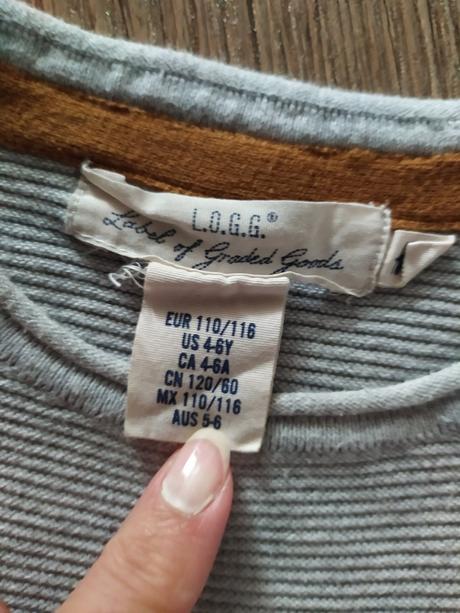 L.O.G.G.®
Label of Graded Goods
EUR 110/116
US 4-6Y
CA 4-6A
CN 120/60
MX 110/116
AUS 5-6